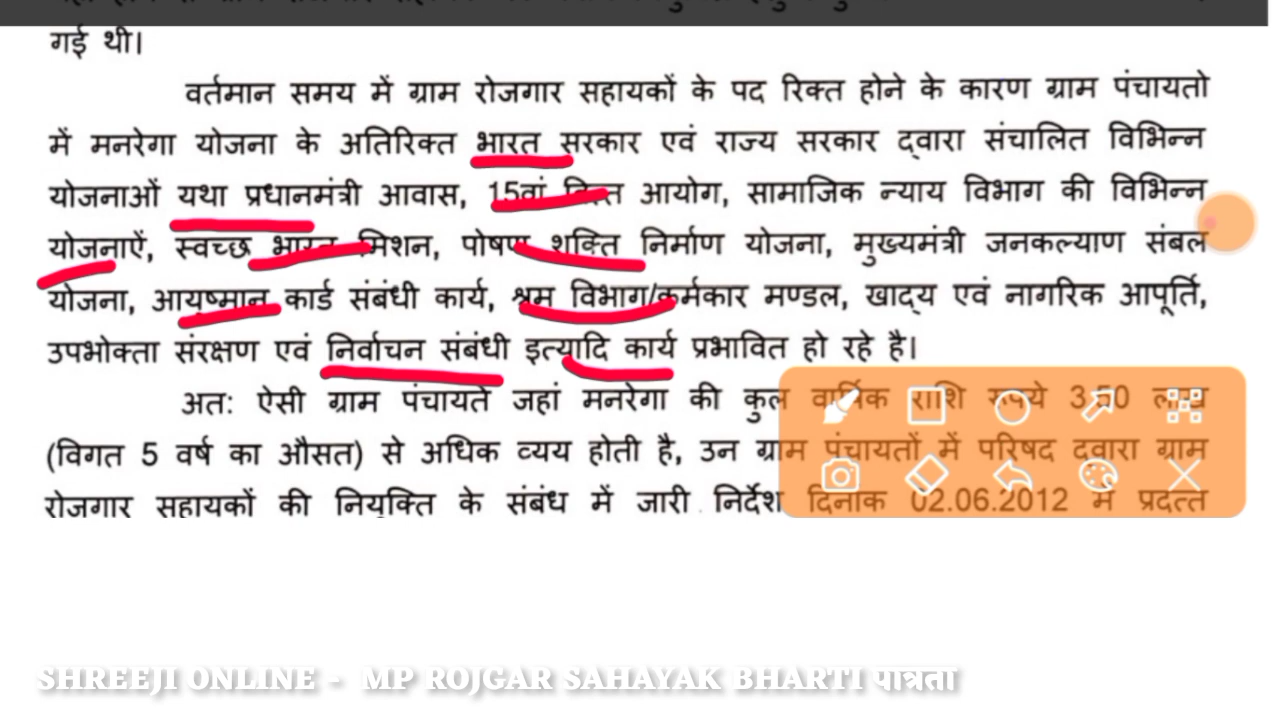 गई थी।
वर्तमान समय में ग्राम रोजगार सहायकों के पद रिक्त होने के कारण ग्राम पंचायतो
में मनरेगा योजना के अतिरिक्त भारत सरकार एवं राज्य सरकार द्वारा संचालित विभिन्न
योजनाओं यथा प्रधानमंत्री आवास, 15वां वित्त आयोग, सामाजिक न्याय विभाग की विभिन्न
योजनाऐं, स्वच्छ भारत मिशन, पोषण शक्ति निर्माण योजना, मुख्यमंत्री जनकल्याण संबल
योजना, आयुष्मान कार्ड संबंधी कार्य, श्रम विभाग/कर्मकार मण्डल, खाद्य एवं नागरिक आपूर्ति,
उपभोक्ता संरक्षण एवं निर्वाचन संबंधी इत्यादि कार्य प्रभावित हो रहे है।
अत: ऐसी ग्राम पंचायते जहां मनरेगा की कुल वार्षिक राशि रूपये 3.50 लाख
(विगत 5 वर्ष का औसत) से अधिक व्यय होती है, उन ग्राम पंचायतों में परिषद द्वारा ग्राम
रोजगार सहायकों की नियुक्ति के संबंध में जारी निर्देश दिनांक 02.06.2012 में प्रदत्त
SHREEJI ONLINE - MP ROJGAR SAHAYAK BHARTI पात्रता